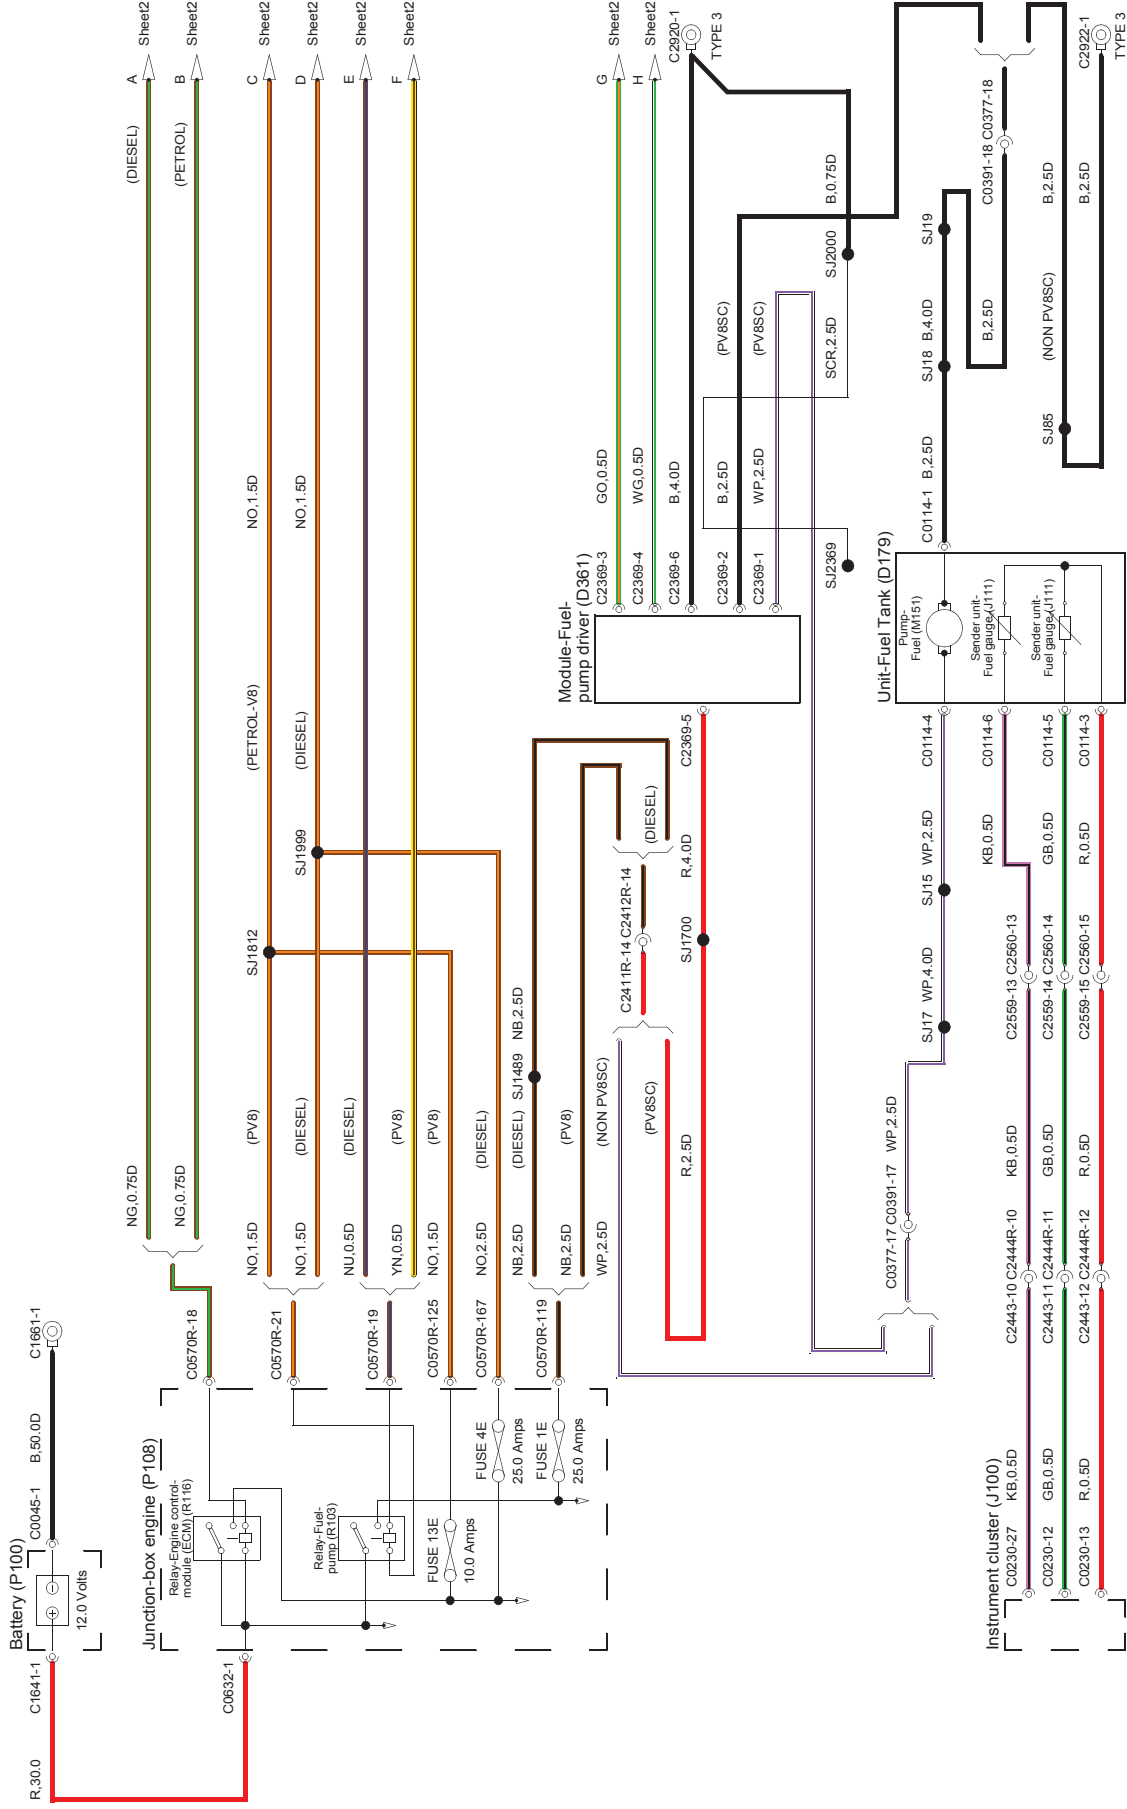 Battery (P100)
12.0 Volts
C1641-1
R,30.0
C0045-1
B,50.0D
C1661-1
C0632-1
Junction-box engine (P108)
Relay-Engine control-
module (ECM) (R116)
Relay-Fuel-
pump (R103)
FUSE 13E
10.0 Amps
FUSE 4E
25.0 Amps
FUSE 1E
25.0 Amps
C0570R-18
C0570R-21
C0570R-19
C0570R-125
C0570R-167
C0570R-119
NG,0.75D
(DIESEL)
A
Sheet2
NG,0.75D
(PETROL)
B
Sheet2
NO,1.5D
(PV8)
SJ1812
(PETROL-V8)
NO,1.5D
C
Sheet2
NO,1.5D
(DIESEL)
SJ1999
(DIESEL)
NO,1.5D
D
Sheet2
NU,0.5D
(DIESEL)
E
Sheet2
YN,0.5D
(PV8)
F
Sheet2
NO,1.5D
(PV8)
NO,2.5D
(DIESEL)
NB,2.5D
(DIESEL)
SJ1489
NB,2.5D
NB,2.5D
(PV8)
WP,2.5D
(NON PV8SC)
(PV8SC)
R,2.5D
C2411R-14
C2412R-14
(DIESEL)
SJ1700
R,4.0D
C2369-5
Module-Fuel-
pump driver (D361)
C2369-3
GO,0.5D
G
Sheet2
C2369-4
WG,0.5D
H
Sheet2
C2369-6
B,4.0D
C2920-1
TYPE 3
C2369-2
B,2.5D
(PV8SC)
C2369-1
WP,2.5D
(PV8SC)
SJ2369
SCR,2.5D
SJ2000
B,0.75D
C0377-17
C0391-17
WP,2.5D
SJ17
WP,4.0D
SJ15
WP,2.5D
C0114-4
Unit-Fuel Tank (D179)
Pump-
Fuel (M151)
Sender unit-
Fuel gauge (J111)
Sender unit-
Fuel gauge (J111)
C0114-1
B,2.5D
SJ18
B,4.0D
SJ19
B,2.5D
C0391-18
C0377-18
SJ85
(NON PV8SC)
B,2.5D
B,2.5D
C2922-1
TYPE 3
Instrument cluster (J100)
C0230-27
KB,0.5D
C2443-10
C2444R-10
KB,0.5D
C2559-13
C2560-13
KB,0.5D
C0114-6
C0230-12
GB,0.5D
C2443-11
C2444R-11
GB,0.5D
C2559-14
C2560-14
GB,0.5D
C0114-5
C0230-13
R,0.5D
C2443-12
C2444R-12
R,0.5D
C2559-15
C2560-15
R,0.5D
C0114-3